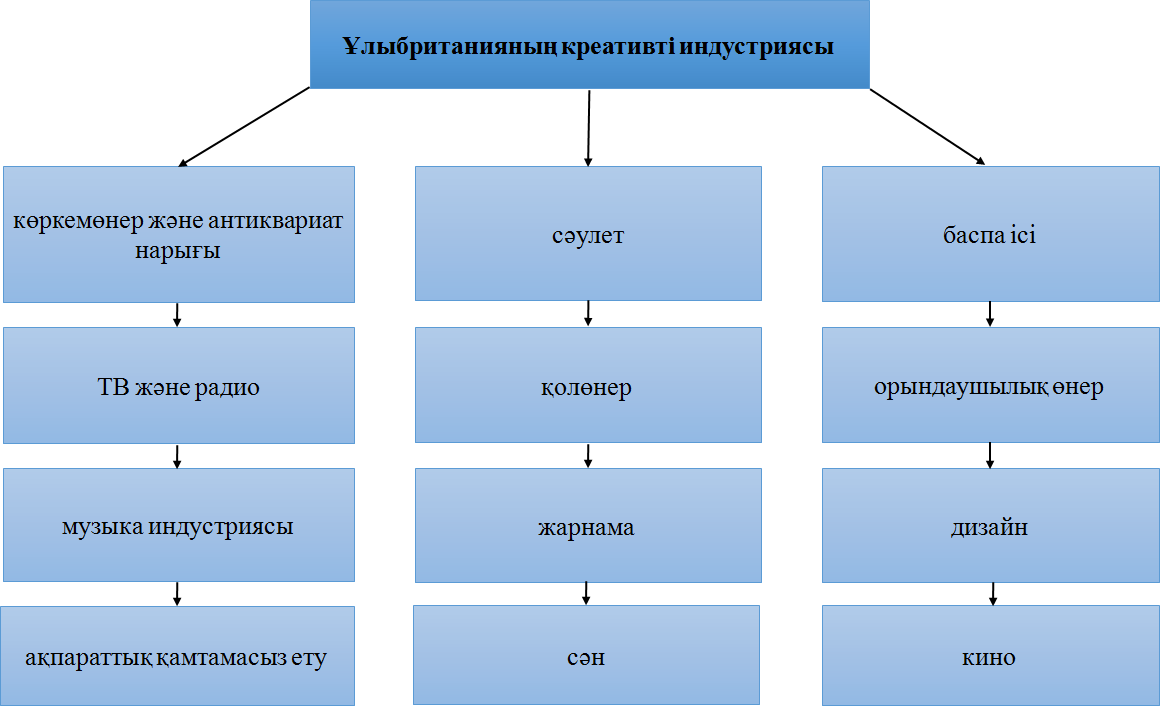 Ұлыбританияның креативті индустриясы
көркемөнер және антиквариат
нарығы
сәулет
баспа ісі
ТВ және радио
қолөнер
орындаушылық өнер
музыка индустриясы
жарнама
дизайн
ақпараттық қамтамасыз ету
сән
кино